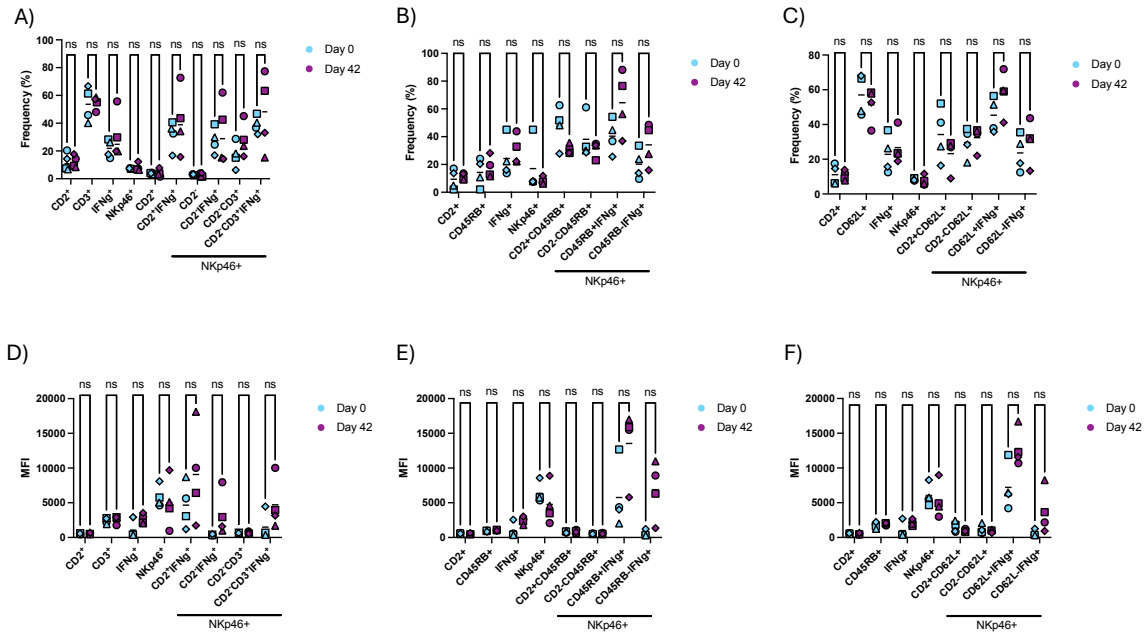 A)
ns ns ns ns ns ns ns ns ns ns
Frequency (%)
100
80
60
40
20
0
Day 0
Day 42
CD2⁺
CD3⁺
IFNg⁺
NKp46⁺
CD2⁺
CD2⁺IFNg⁺
CD2⁻
CD2⁻IFNg⁺
CD2⁻CD3⁺
CD2⁻CD3⁺IFNg⁺
NKp46+
B)
ns ns ns ns ns ns ns ns
Frequency (%)
100
80
60
40
20
0
Day 0
Day 42
CD2+
CD45RB+
IFNg+
NKp46+
CD2+CD45RB+
CD2-CD45RB+
CD45RB+IFNg+
CD45RB-IFNg+
NKp46+
C)
ns ns ns ns ns ns ns ns
Frequency (%)
80
60
40
20
0
Day 0
Day 42
CD2+
CD62L+
IFNg+
NKp46+
CD2+CD62L+
CD2-CD62L+
CD62L+IFNg+
CD62L-IFNg+
NKp46+
D)
ns ns ns ns ns ns ns ns
MFI
20000
15000
10000
5000
0
Day 0
Day 42
CD2⁺
CD3⁺
IFNg⁺
NKp46⁺
CD2⁺IFNg⁺
CD2⁻IFNg⁺
CD2⁻CD3⁺
CD2⁻CD3⁺IFNg⁺
NKp46+
E)
ns ns ns ns ns ns ns ns
MFI
20000
15000
10000
5000
0
Day 0
Day 42
CD2+
CD45RB+
IFNg+
NKp46+
CD2+CD45RB+
CD2-CD45RB+
CD45RB+IFNg+
CD45RB-IFNg+
NKp46+
F)
ns ns ns ns ns ns ns ns
MFI
20000
15000
10000
5000
0
Day 0
Day 42
CD2+
CD45RB+
IFNg+
NKp46+
CD2+CD62L+
CD2-CD62L+
CD62L+IFNg+
CD62L-IFNg+
NKp46+